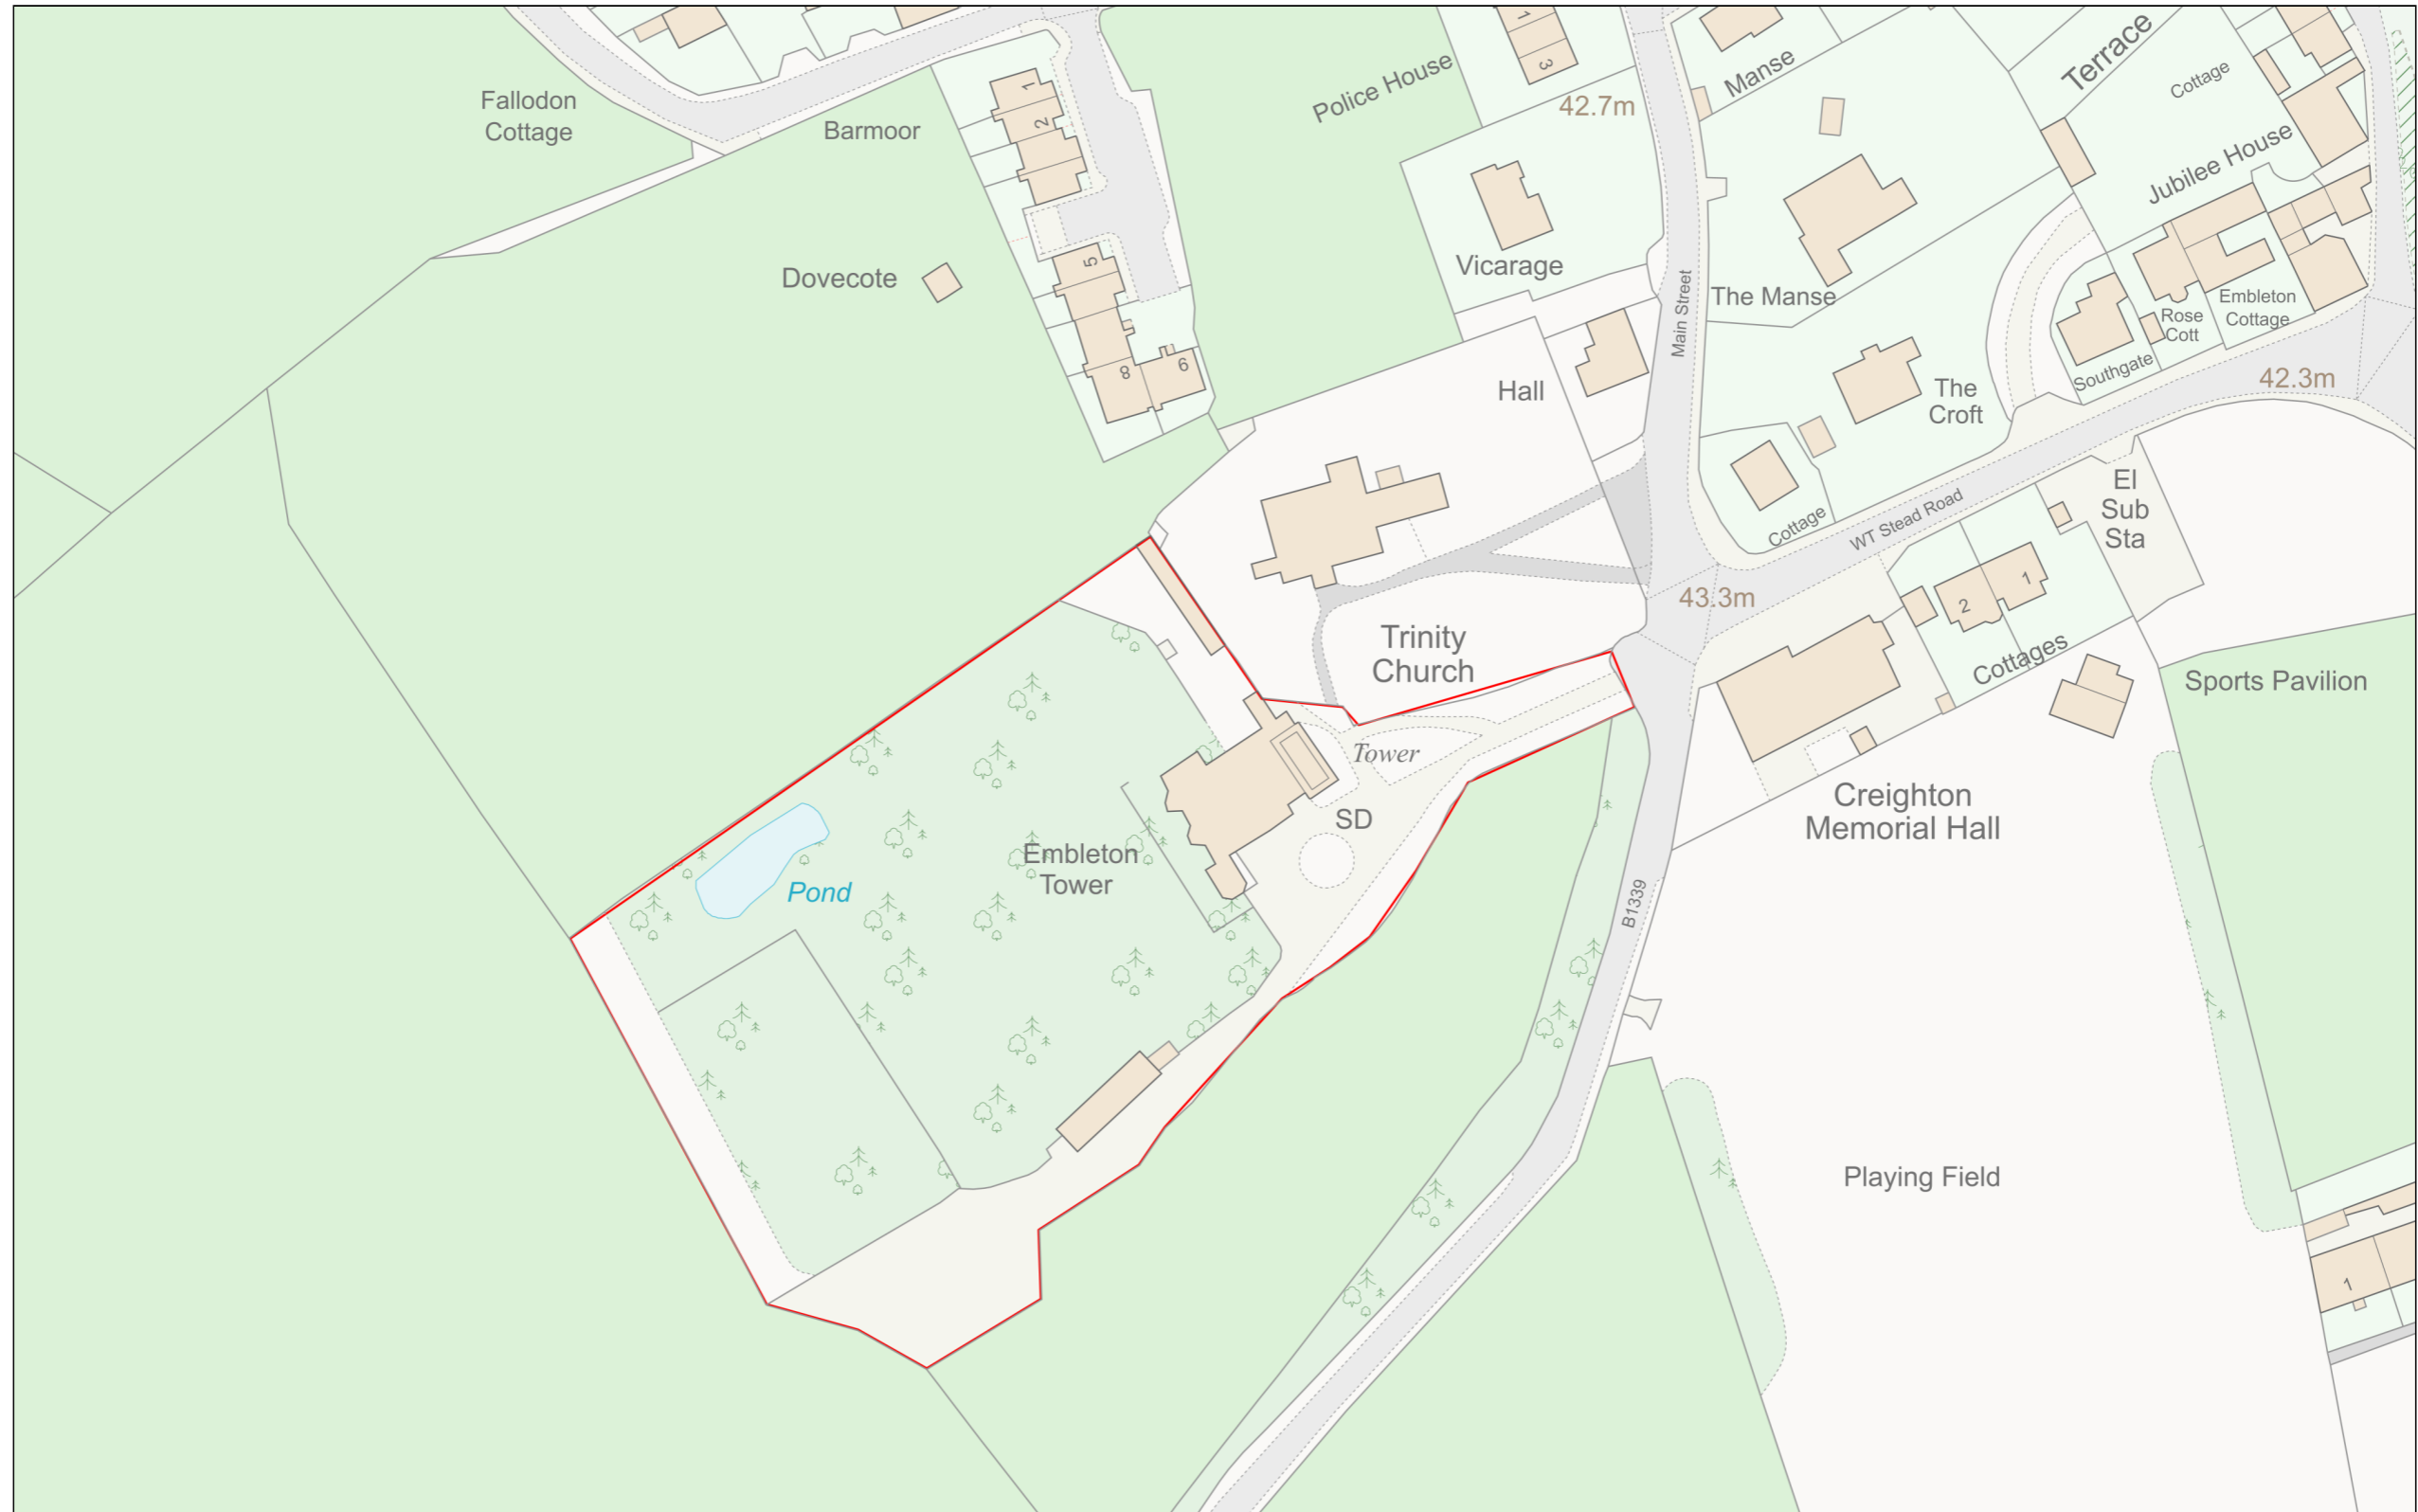 1
3
Manse
Terrace
Cottage
Police House
42.7m
Fallodon
Cottage
1
2
Barmoor
Jubilee House
Vicarage
5
Dovecote
The Manse
Main Street
Embleton
Cottage
Rose
Cott
Southgate
42.3m
8
9
Hall
The
Croft
El
Sub
Sta
Cottage
WT Stead Road
43.3m
1
2
Trinity
Church
Cottages
Sports Pavilion
Tower
SD
Creighton
Memorial Hall
Embleton
Tower
Pond
B1339
Playing Field
1